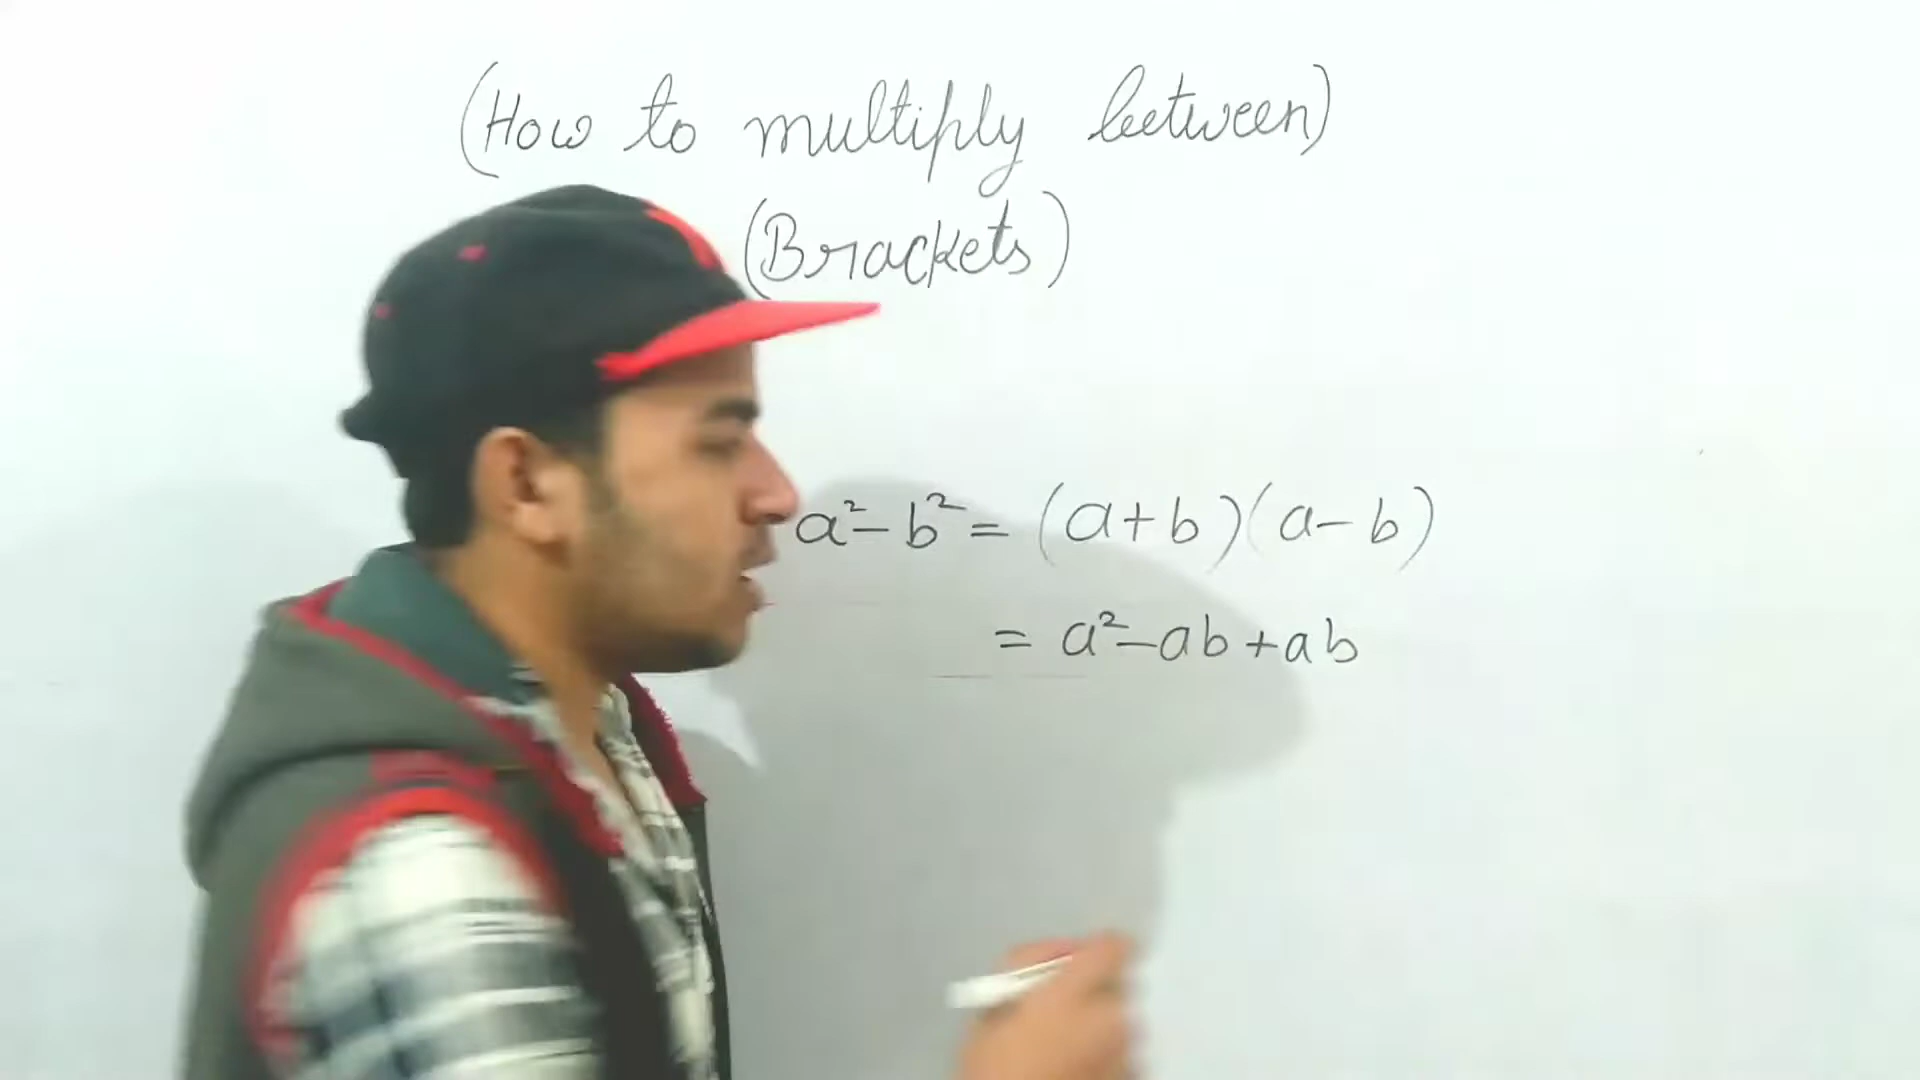 (How to multiply between)
(Brackets)
a²-b² = (a+b)(a-b)
= a²-ab+ab